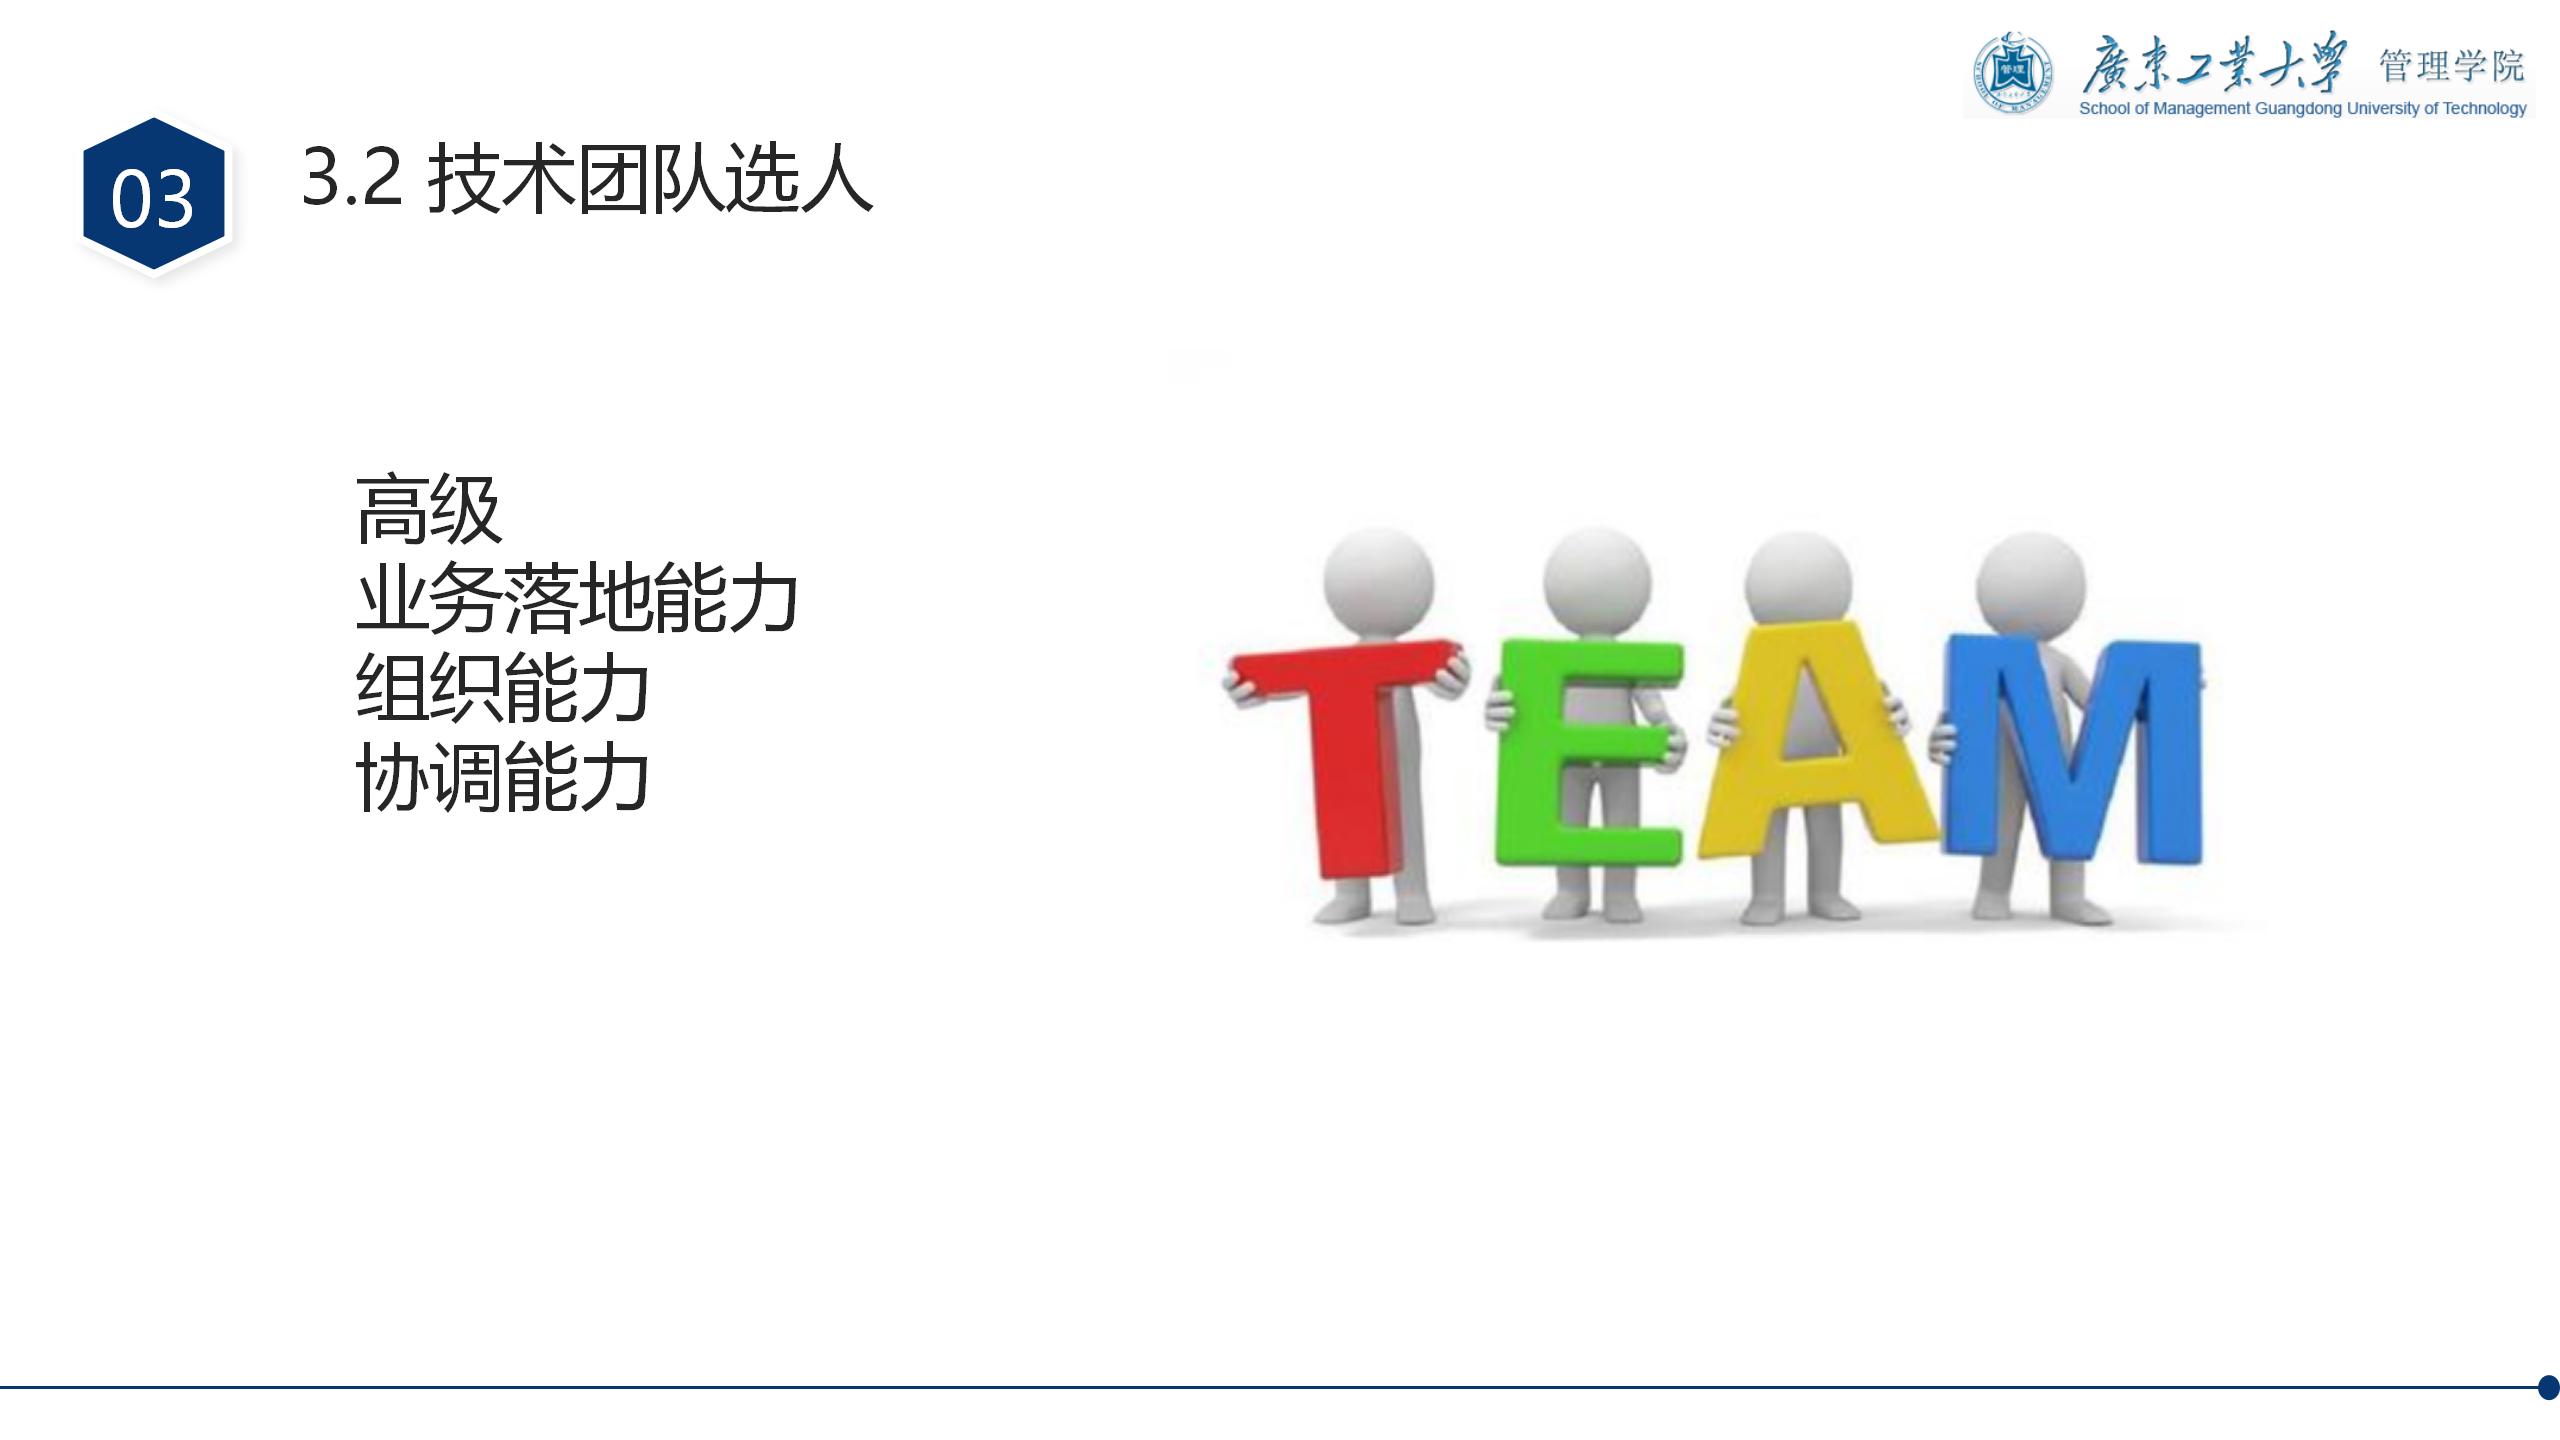 廣東工業大學 管理学院
School of Management Guangdong University of Technology
03
3.2 技术团队选人
高级
业务落地能力
组织能力
协调能力
TEAM
管理